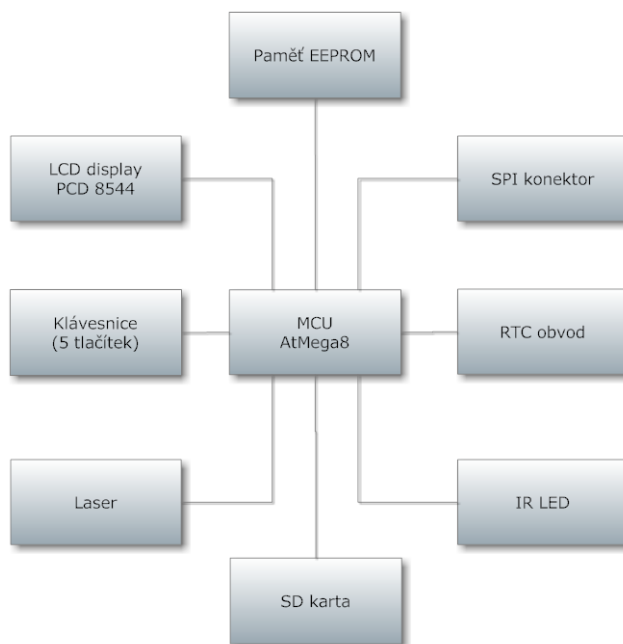 Paměť EEPROM
LCD display
PCD 8544
SPI konektor
Klávesnice
(5 tlačítek)
MCU
AtMega8
RTC obvod
Laser
IR LED
SD karta